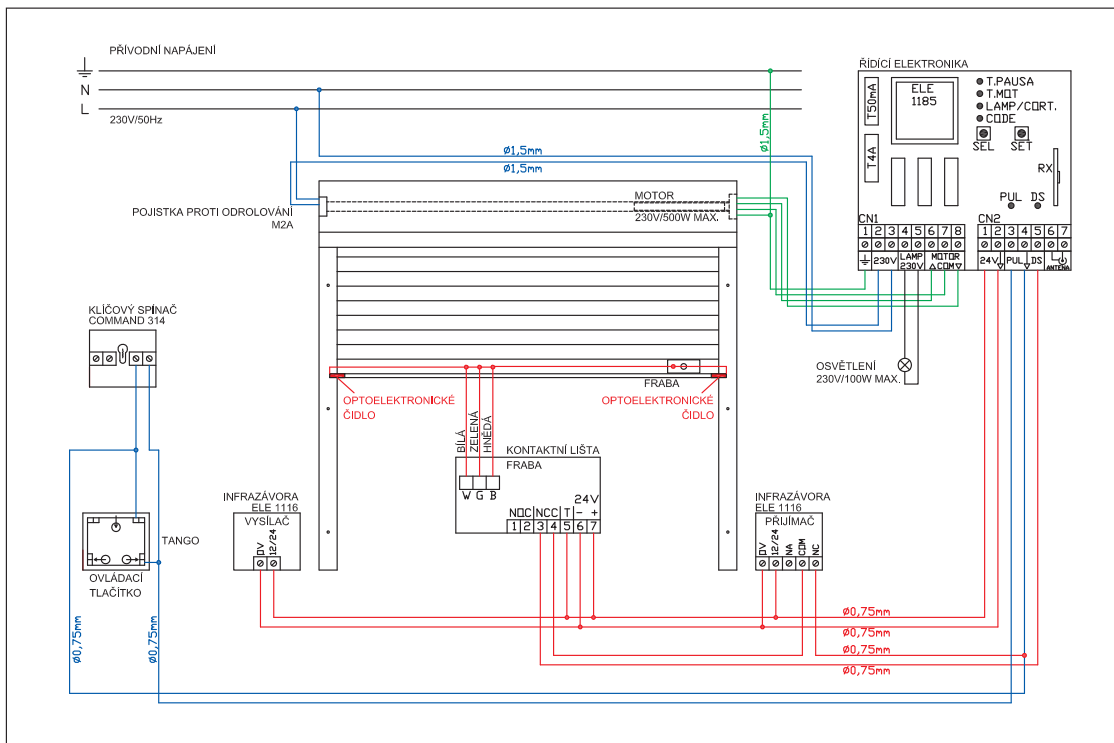 PŘÍVODNÍ NAPÁJENÍ
N
L
230V/50Hz
Ø1,5mm
Ø1,5mm
Ø1,5mm
ŘÍDÍCÍ ELEKTRONIKA
T50mA
T4A
ELE
1185
T.PAUSA
T.MOT
LAMP/CORT.
CODE
SEL
SET
RX
PUL DS
CN1
1 2 3 4 5 6 7 8
230V
LAMP
230V
MOTOR
COM
CN2
1 2 3 4 5 6 7
24V
PUL
DS
ANTENA
POJISTKA PROTI ODROLOVÁNÍ
M2A
MOTOR
230V/500W MAX.
KLÍČOVÝ SPÍNAČ
COMMAND 314
OSVĚTLENÍ
230V/100W MAX.
FRABA
OPTOELEKTRONICKÉ
ČIDLO
OPTOELEKTRONICKÉ
ČIDLO
BÍLÁ
ZELENÁ
HNĚDÁ
KONTAKTNÍ LIŠTA
FRABA
W G B
24V
NOC NCC T - +
1 2 3 4 5 6 7
INFRAZÁVORA
ELE 1116
VYSÍLAČ
0V
12/24
INFRAZÁVORA
ELE 1116
PŘIJÍMAČ
0V
12/24
NA
COM
NC
TANGO
OVLÁDACÍ
TLAČÍTKO
Ø0,75mm
Ø0,75mm
Ø0,75mm
Ø0,75mm
Ø0,75mm
Ø0,75mm